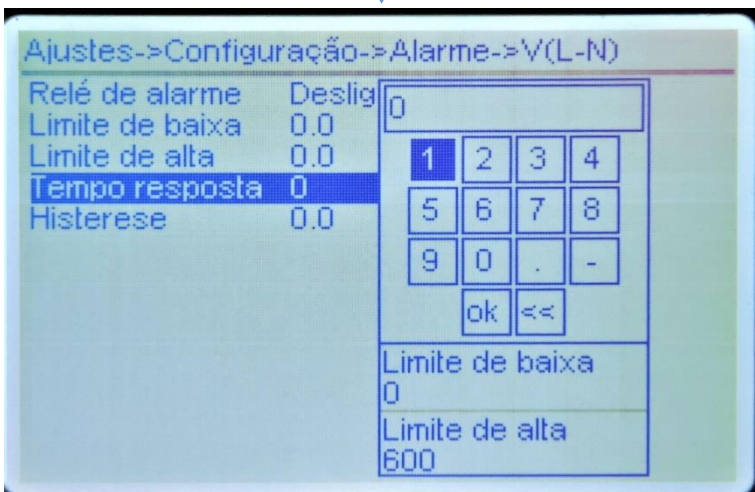 Ajustes->Configuração->Alarme->V(L-N)
Relé de alarme Deslig
Limite de baixa 0.0
Limite de alta 0.0
Tempo resposta 0
Histerese 0.0
0
1 2 3 4
5 6 7 8
9 0 . -
ok <<
Limite de baixa
0
Limite de alta
600